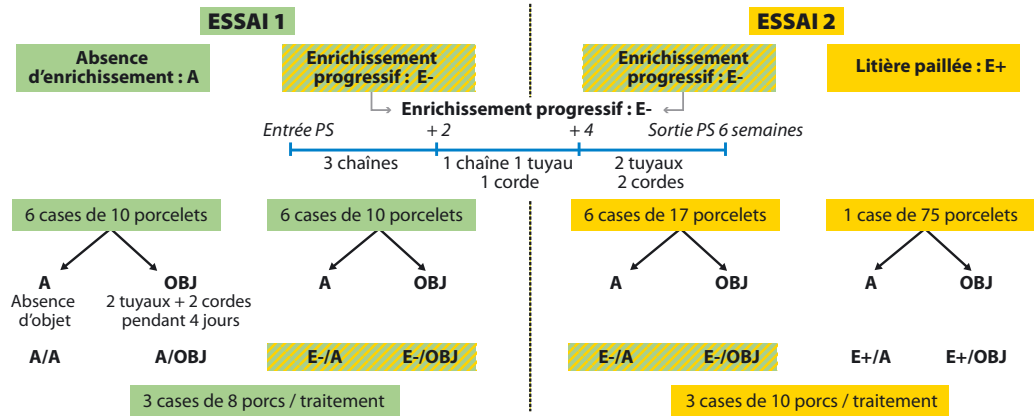 ESSAI 1
ESSAI 2
Absence
d'enrichissement : A
Enrichissement
progressif : E-
Enrichissement
progressif : E-
Litière paillée : E+
Enrichissement progressif : E-
Entrée PS
+ 2
+ 4
Sortie PS 6 semaines
3 chaînes
1 chaîne 1 tuyau
1 corde
2 tuyaux
2 cordes
6 cases de 10 porcelets
6 cases de 10 porcelets
6 cases de 17 porcelets
1 case de 75 porcelets
A
Absence
d'objet
OBJ
2 tuyaux + 2 cordes
pendant 4 jours
A
OBJ
A
OBJ
A
OBJ
A/A
A/OBJ
E-/A
E-/OBJ
E-/A
E-/OBJ
E+/A
E+/OBJ
3 cases de 8 porcs / traitement
3 cases de 10 porcs / traitement